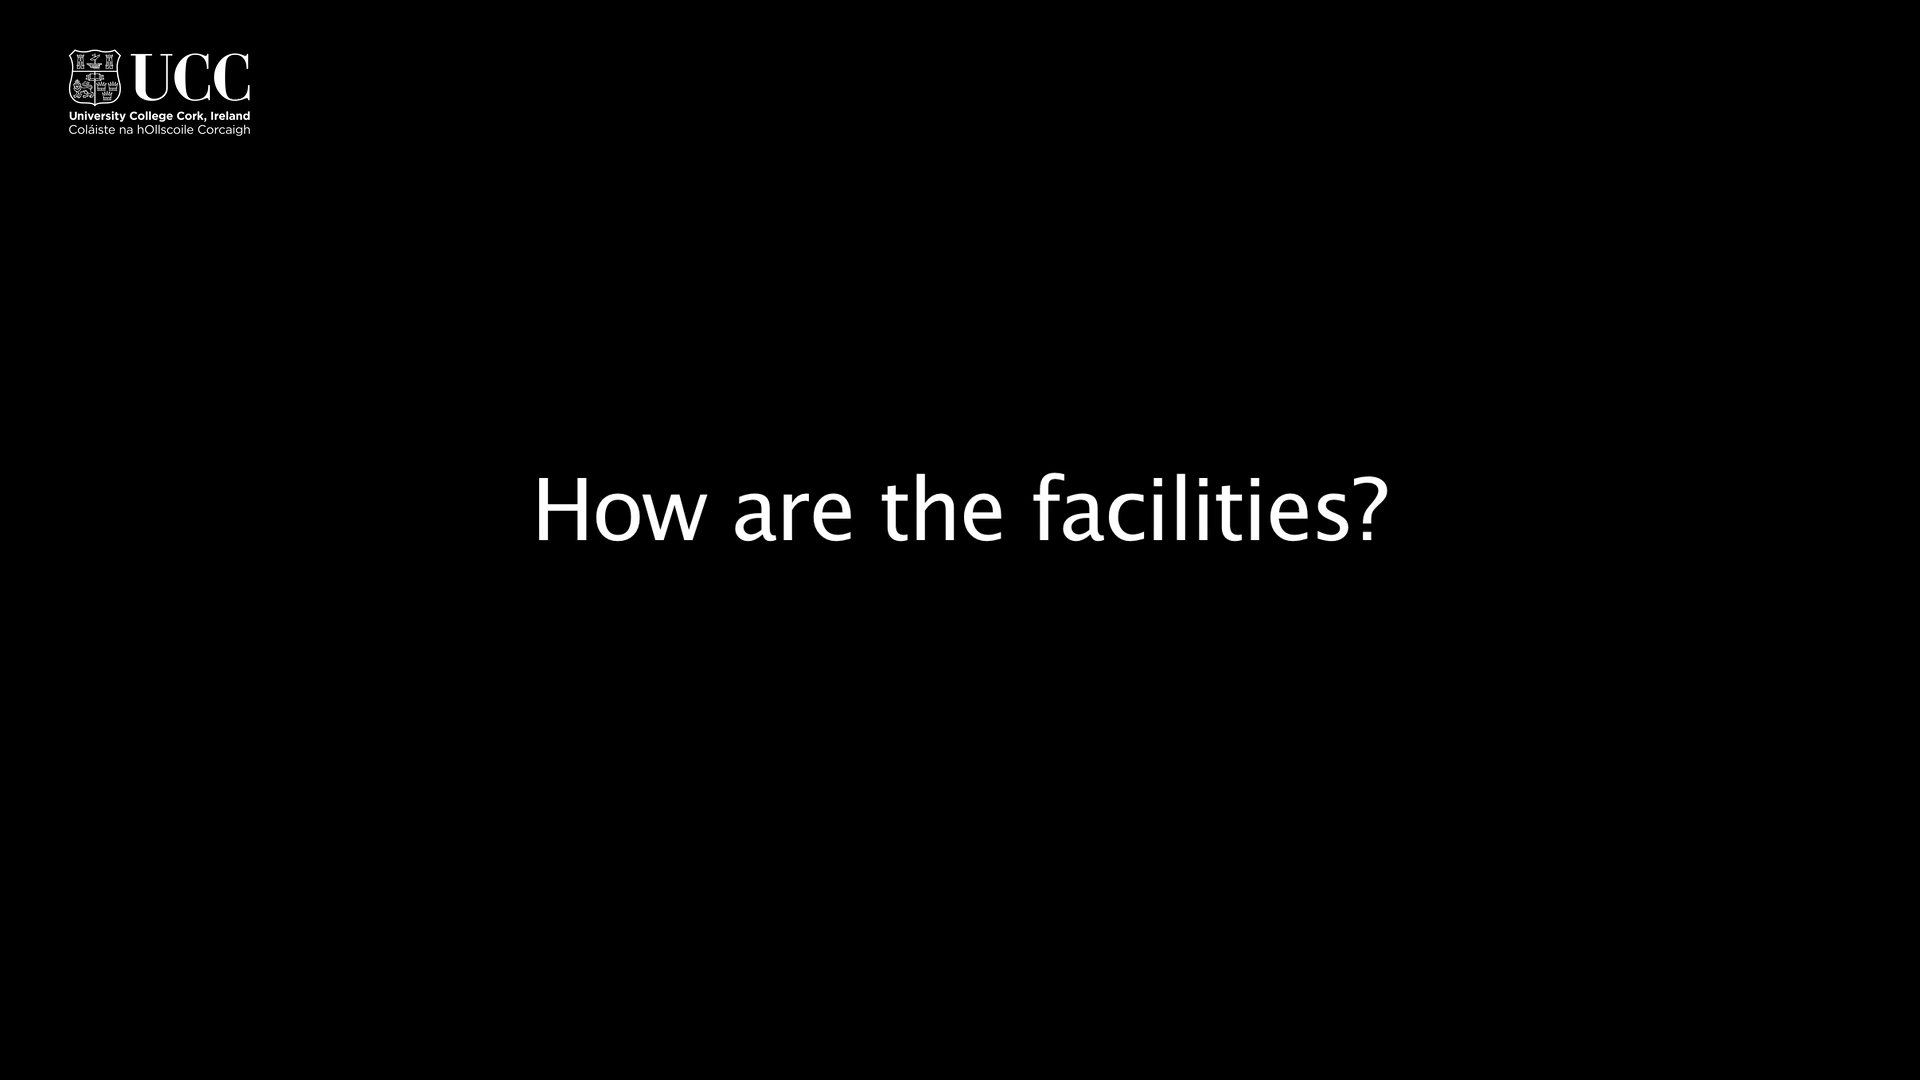 UCC
University College Cork, Ireland
Coláiste na hOllscoile Corcaigh
How are the facilities?